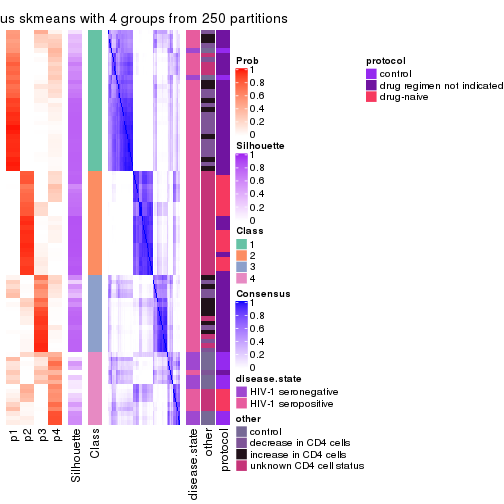 us skmeans with 4 groups from 250 partitions
Prob
1
0.8
0.6
0.4
0.2
0
Silhouette
1
0.8
0.6
0.4
0.2
0
Class
1
2
3
4
Consensus
1
0.8
0.6
0.4
0.2
0
disease.state
HIV-1 seronegative
HIV-1 seropositive
other
control
decrease in CD4 cells
increase in CD4 cells
unknown CD4 cell status
protocol
control
drug regimen not indicated
drug-naive
p1
p2
p3
p4
Silhouette
Class
disease.state
other
protocol